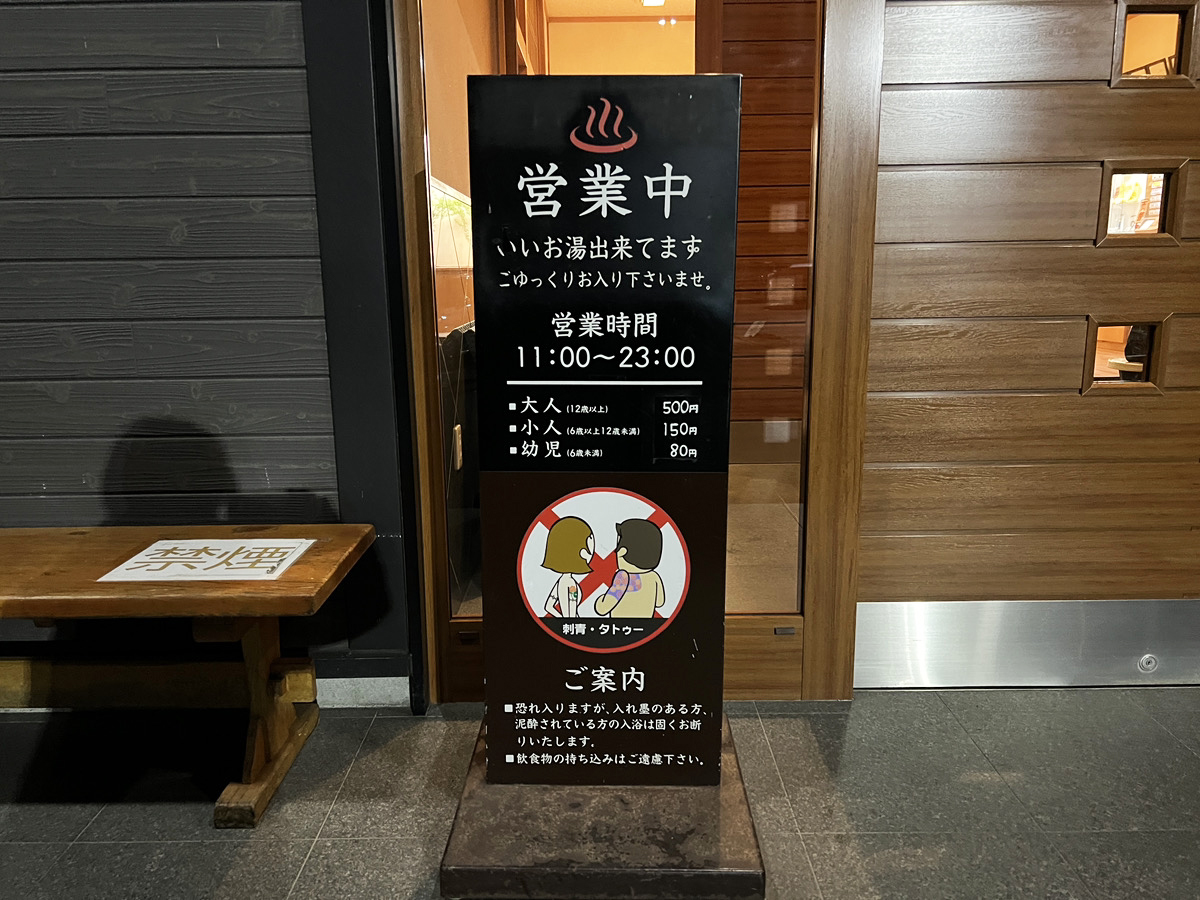 営業中
いいお湯出来てます
ごゆっくりお入り下さいませ。
営業時間
11:00～23:00
■大人(12歳以上) 500円
■小人(6歳以上12歳未満) 150円
■幼児(6歳未満) 80円
刺青・タトゥー
ご案内
■恐れ入りますが、入れ墨のある方、
泥酔されている方の入浴は固くお断
りいたします。
■飲食物の持ち込みはご遠慮下さい。
禁煙